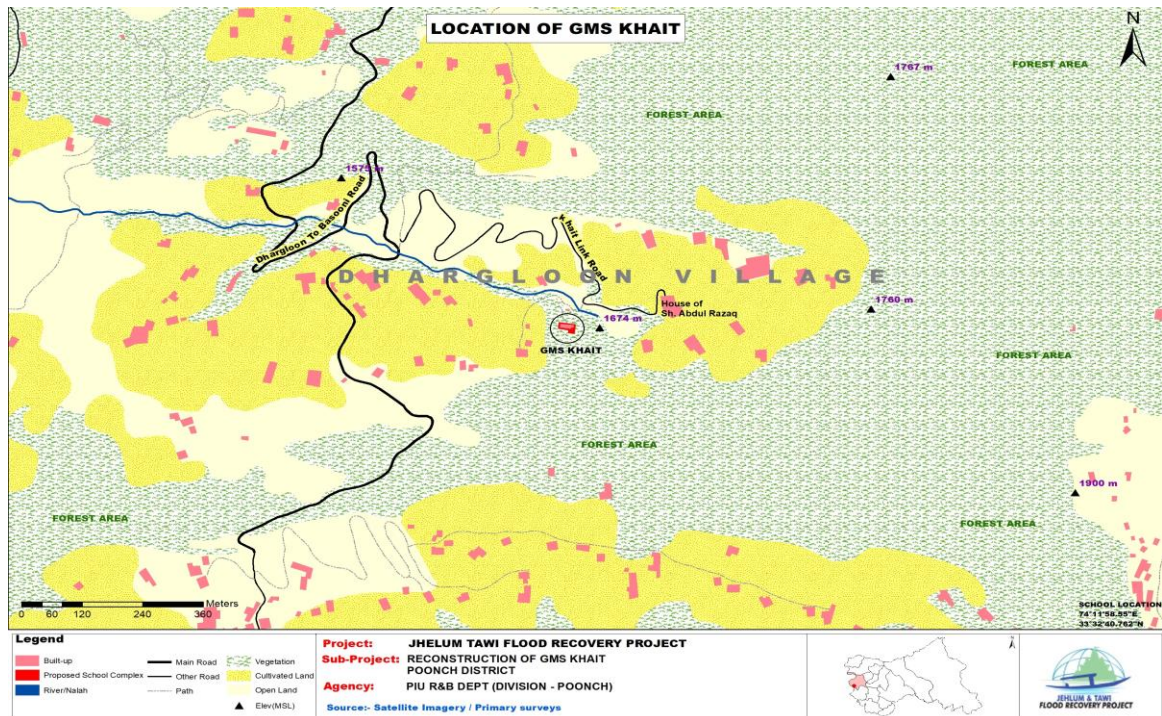 LOCATION OF GMS KHAIT
N
1767 m
FOREST AREA
FOREST AREA
1575 m
Dhargloon To Basooni Road
k hait Link Road
DHARGLOON VILLAGE
House of
Sh. Abdul Razaq
1760 m
1674 m
GMS KHAIT
FOREST AREA
FOREST AREA
1900 m
FOREST AREA
FOREST AREA
Meters
0 60 120 240 360
SCHOOL LOCATION
74°11'58.55"E
33°32'40.762"N
Legend
Built-up
Proposed School Complex
River/Nalah
Main Road
Other Road
Path
Vegetation
Cultivated Land
Open Land
Elev(MSL)
Project: JHELUM TAWI FLOOD RECOVERY PROJECT
Sub-Project: RECONSTRUCTION OF GMS KHAIT
POONCH DISTRICT
Agency: PIU R&B DEPT (DIVISION - POONCH)
Source:- Satellite Imagery / Primary surveys
JEHLUM & TAWI
FLOOD RECOVERY PROJECT